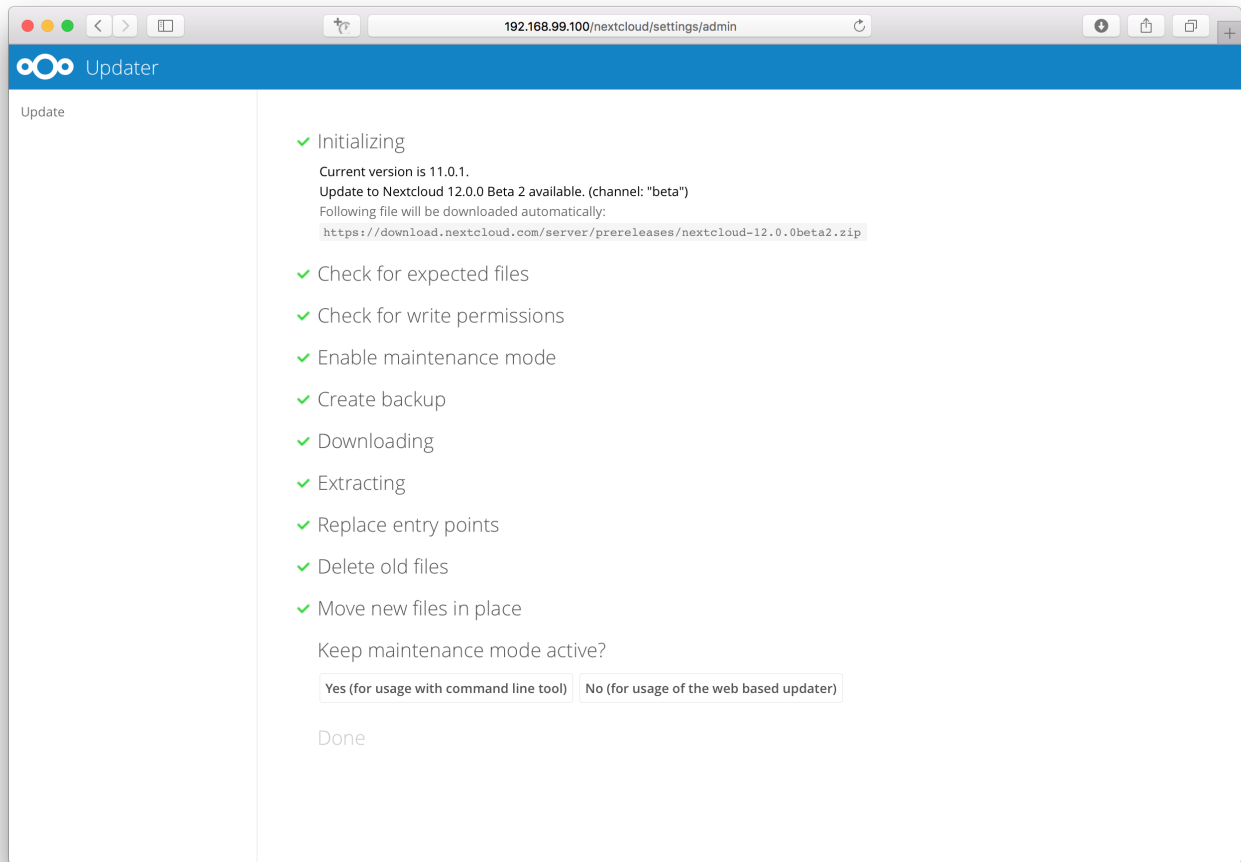 192.168.99.100/nextcloud/settings/admin
Updater
Update
Initializing
Current version is 11.0.1.
Update to Nextcloud 12.0.0 Beta 2 available. (channel: "beta")
Following file will be downloaded automatically:
https://download.nextcloud.com/server/prereleases/nextcloud-12.0.0beta2.zip
Check for expected files
Check for write permissions
Enable maintenance mode
Create backup
Downloading
Extracting
Replace entry points
Delete old files
Move new files in place
Keep maintenance mode active?
Yes (for usage with command line tool) No (for usage of the web based updater)
Done